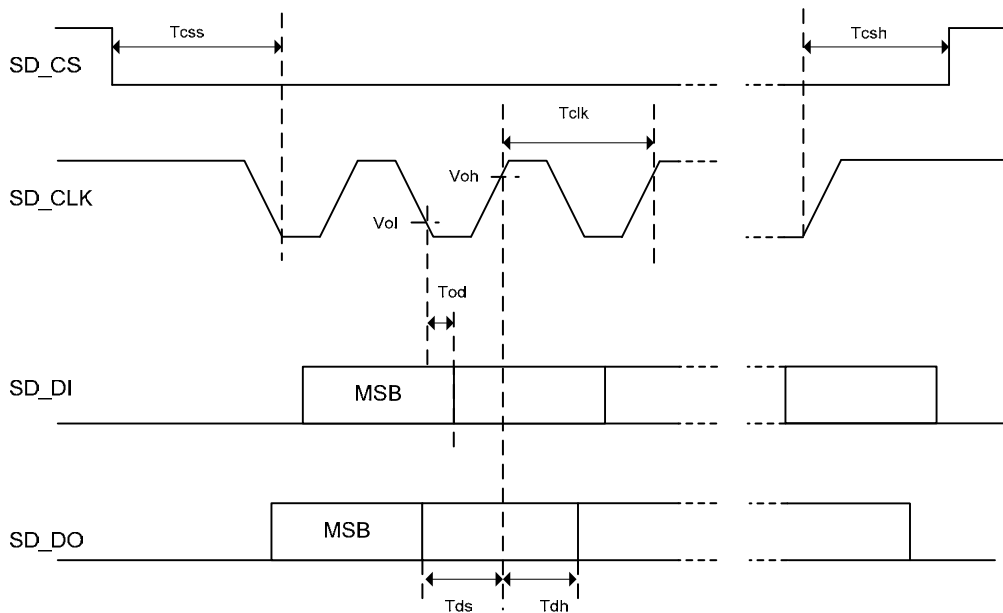 Tcss
Tcsh
SD_CS
Tclk
SD_CLK
Voh
Vol
Tod
SD_DI
MSB
SD_DO
MSB
Tds
Tdh